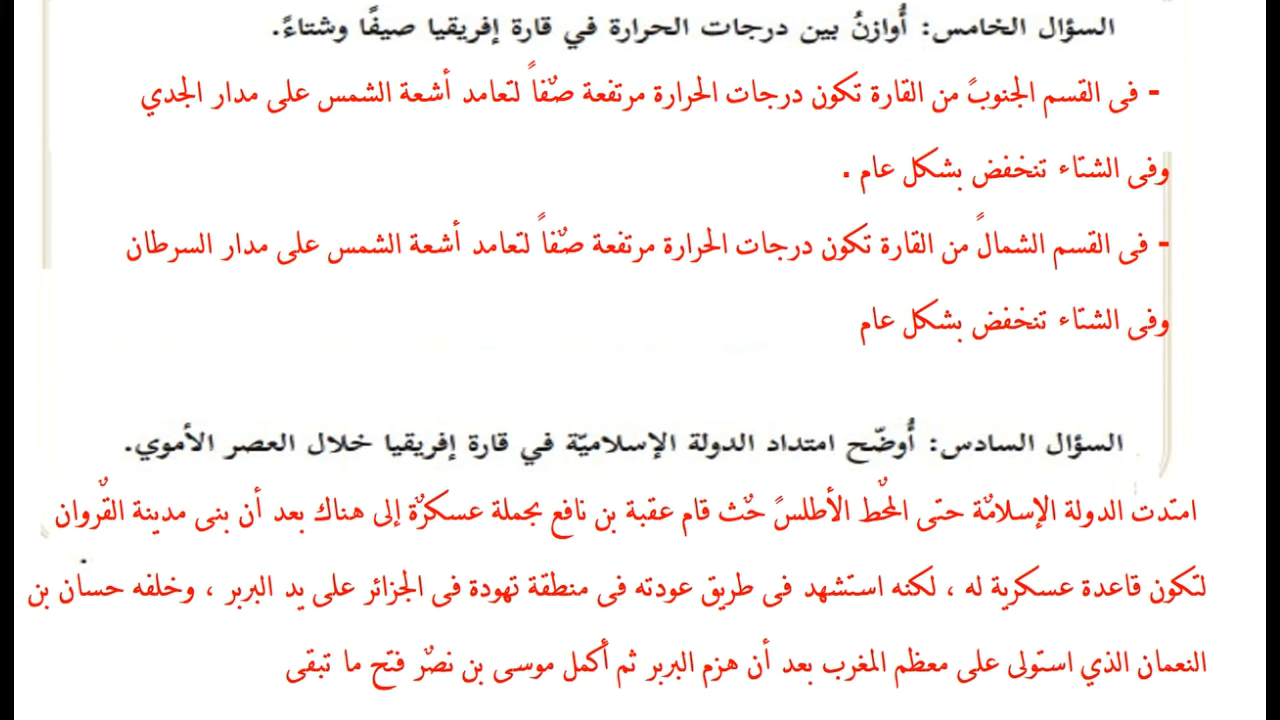 السؤال الخامس: أُوازنُ بين درجات الحرارة في قارة إفريقيا صيفًا وشتاءً.
- فى القسم الجنوبً من القارة تكون درجات الحرارة مرتفعة صٌفاً لتعامد أشعة الشمس على مدار الجدي
وفى الشتاء تنخفض بشكل عام .
- فى القسم الشمالً من القارة تكون درجات الحرارة مرتفعة صٌفاً لتعامد أشعة الشمس على مدار السرطان
وفى الشتاء تنخفض بشكل عام
السؤال السادس: أُوضّح امتداد الدولة الإسلاميّة في قارة إفريقيا خلال العصر الأموي.
امتدت الدولة الإسلامٌة حتى المحٌط الأطلسً حٌث قام عقبة بن نافع بجملة عسكرٌة إلى هناك بعد أن بنى مدينة القٌروان
لتكون قاعدة عسكرية له ، لكنه استشهد فى طريق عودته فى منطقة تهودة فى الجزائر على يد البربر ، وخلفه حسان بن
النعمان الذي استولى على معظم المغرب بعد أن هزم البربر ثم أكمل موسى بن نصٌر فتح ما تبقى